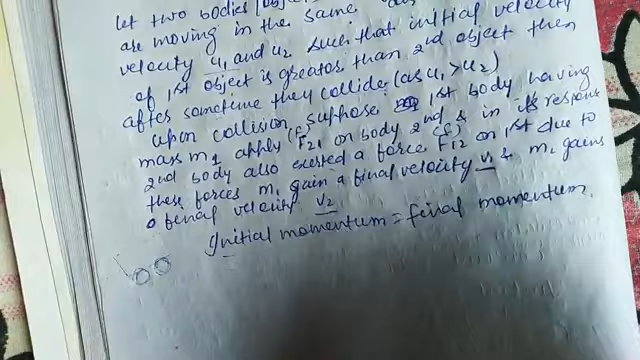 let two bodies (objec
are moving in the same
velocity u1 and u2 such that initial velocity
of 1st object is greater than 2nd object then
after sometime they collide (as u1 > u2)
upon collision suppose 1st body having
mass m1 apply (f) F21 on body 2nd & in its respons
2nd body also exerted a force (f) F12 on 1st due to
these forces m1 gain a final velocity v1 & m1 gains
a final velocity v2
Initial momentum = final momentum.